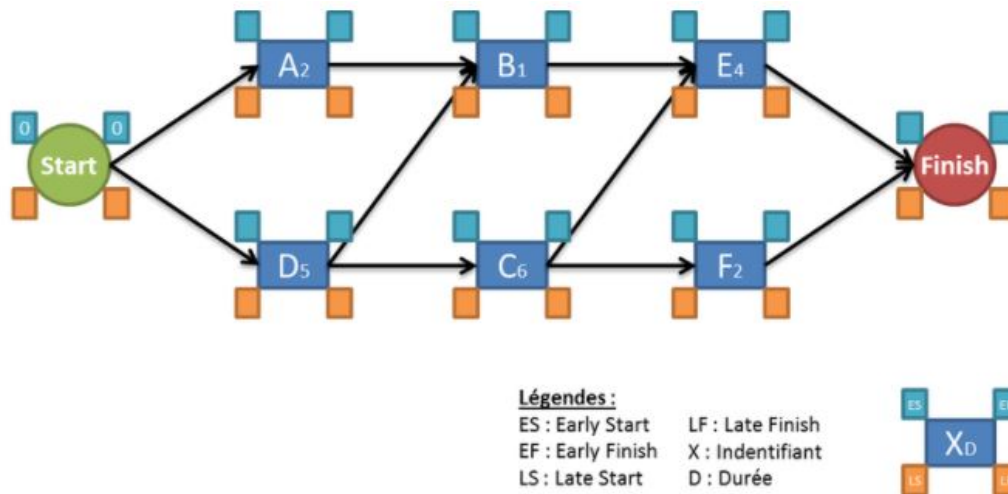 A2 B1 E4
0 0
Start Finish
D5 C6 F2
Légendes :
ES : Early Start LF : Late Finish
EF : Early Finish X : Indentifiant
LS : Late Start D : Durée
ES
XD
LS